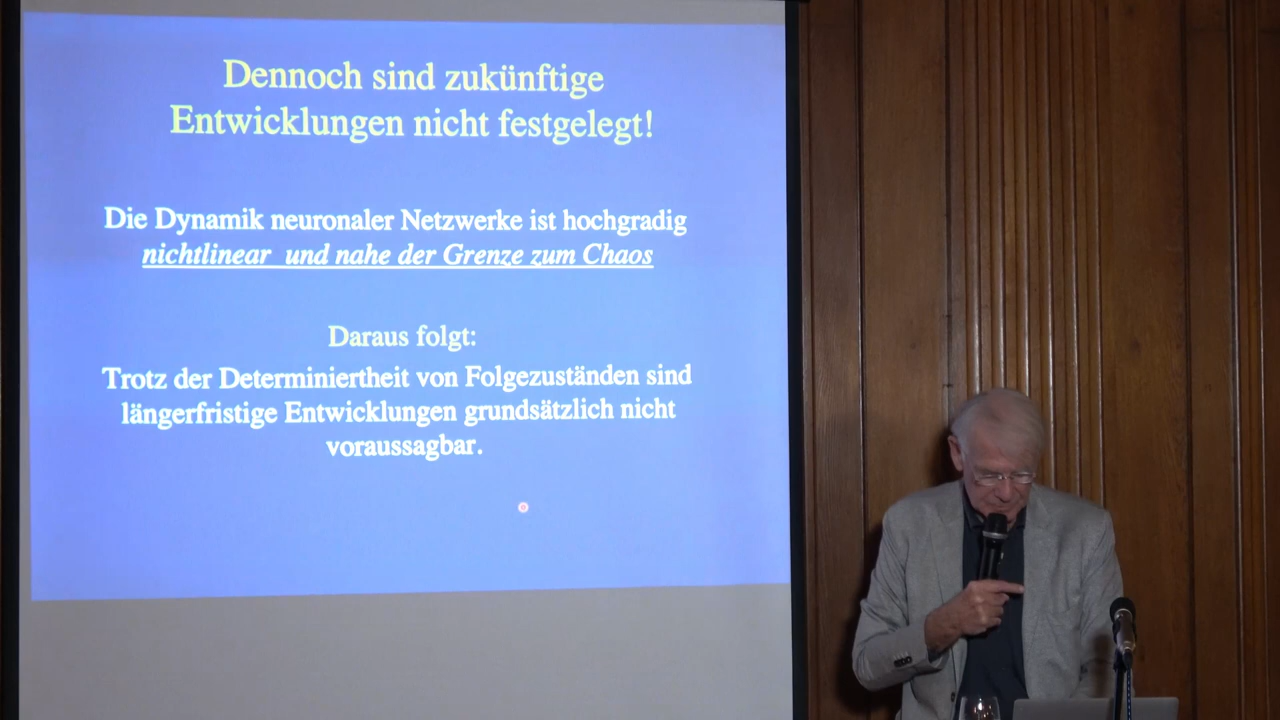 Dennoch sind zukünftige
Entwicklungen nicht festgelegt!
Die Dynamik neuronaler Netzwerke ist hochgradig
nichtlinear und nahe der Grenze zum Chaos
Daraus folgt:
Trotz der Determiniertheit von Folgezuständen sind
längerfristige Entwicklungen grundsätzlich nicht
voraussagbar.